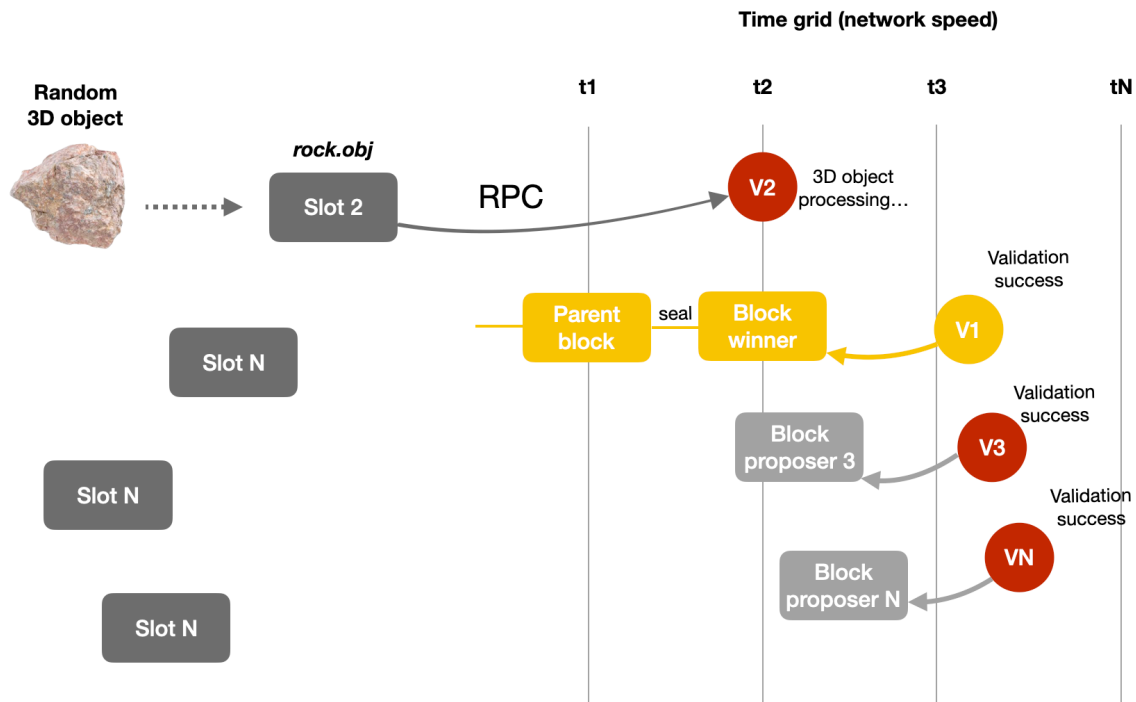 Time grid (network speed)
t1
t2
t3
tN
Random
3D object
rock.obj
Slot 2
RPC
V2
3D object
processing…
Validation
success
Parent
block
seal
Block
winner
V1
Slot N
Validation
success
Block
proposer 3
V3
Slot N
Validation
success
Block
proposer N
VN
Slot N